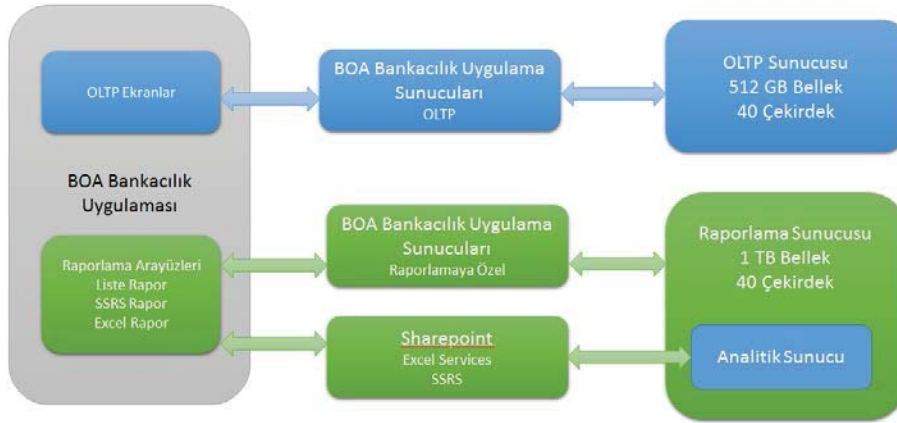 OLTP Ekranlar
BOA Bankacılık Uygulama
Sunucuları
OLTP
OLTP Sunucusu
512 GB Bellek
40 Çekirdek
BOA Bankacılık
Uygulaması
Raporlama Arayüzleri
Liste Rapor
SSRS Rapor
Excel Rapor
BOA Bankacılık Uygulama
Sunucuları
Raporlamaya Özel
Raporlama Sunucusu
1 TB Bellek
40 Çekirdek
Sharepoint
Excel Services
SSRS
Analitik Sunucu